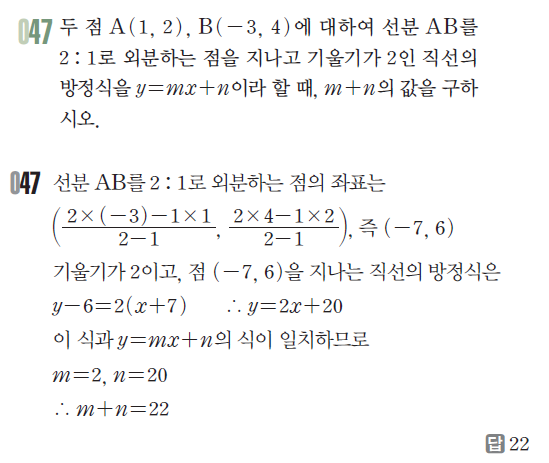 047 두 점 A(1, 2), B(-3, 4)에 대하여 선분 AB를
2 : 1로 외분하는 점을 지나고 기울기가 2인 직선의
방정식을 y=mx+n이라 할 때, m+n의 값을 구하
시오.
047 선분 AB를 2 : 1로 외분하는 점의 좌표는
(\frac{2×(-3)-1×1}{2-1}, \frac{2×4-1×2}{2-1}), 즉 (-7, 6)
기울기가 2이고, 점 (-7, 6)을 지나는 직선의 방정식은
y-6=2(x+7) ∴ y=2x+20
이 식과 y=mx+n의 식이 일치하므로
m=2, n=20
∴ m+n=22
답 22